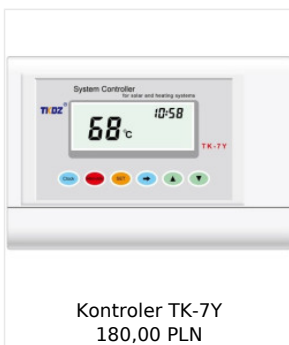 System Controller
for solar and heating systems
TKDZ®
10:58
68 °C
TK-7Y
Clock
SET
Kontroler TK-7Y
180,00 PLN